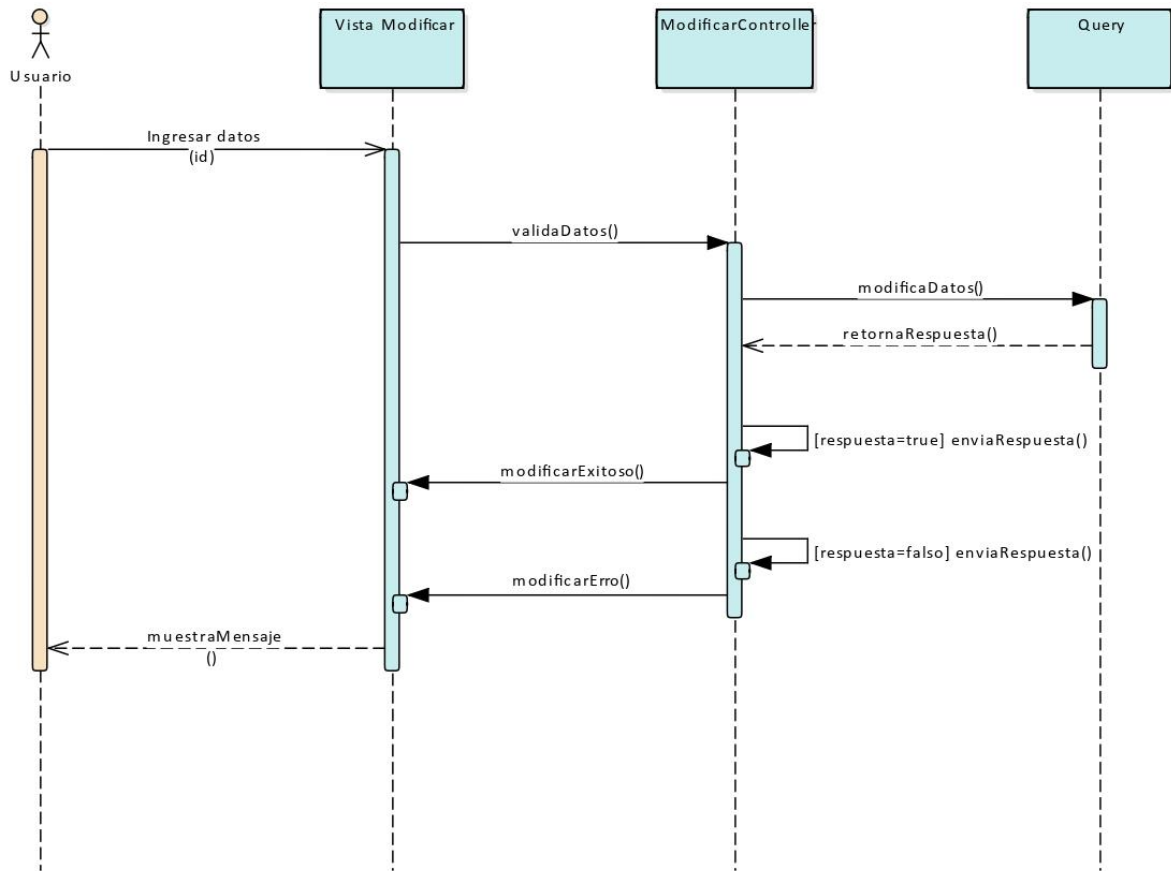 Usuario
Vista Modificar
ModificarController
Query
Ingresar datos
(id)
validaDatos()
modificaDatos()
retornaRespuesta()
[respuesta=true] enviaRespuesta()
modificarExitoso()
[respuesta=falso] enviaRespuesta()
modificarErro()
muestraMensaje
()